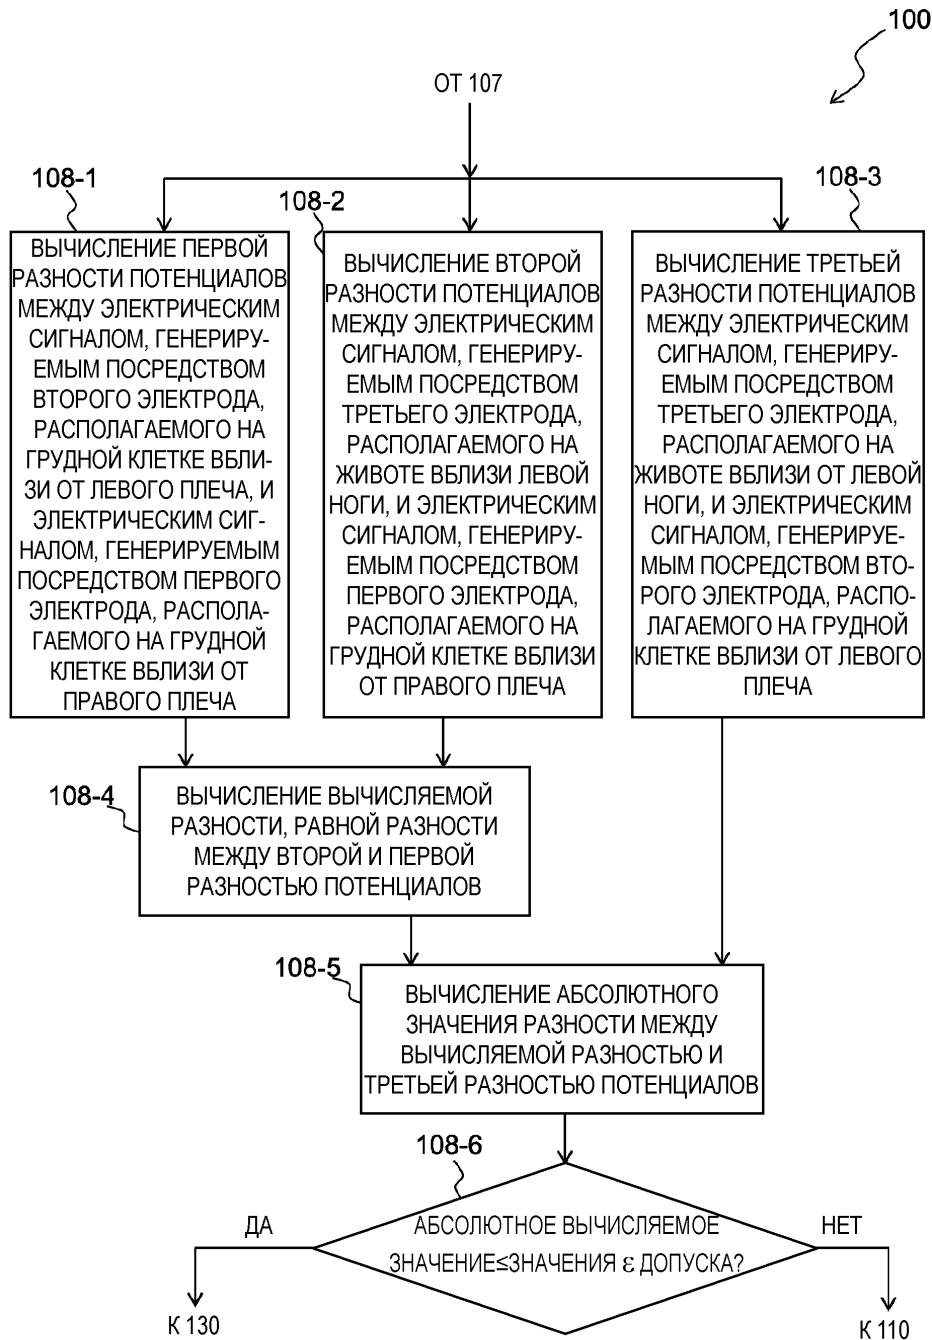 100
ОТ 107
108-1
108-2
108-3
ВЫЧИСЛЕНИЕ ПЕРВОЙ
РАЗНОСТИ ПОТЕНЦИАЛОВ
МЕЖДУ ЭЛЕКТРИЧЕСКИМ
СИГНАЛОМ, ГЕНЕРИРУ-
ЕМЫМ ПОСРЕДСТВОМ
ВТОРОГО ЭЛЕКТРОДА,
РАСПОЛАГАЕМОГО НА
ГРУДНОЙ КЛЕТКЕ ВБЛИ-
ЗИ ОТ ЛЕВОГО ПЛЕЧА, И
ЭЛЕКТРИЧЕСКИМ СИГ-
НАЛОМ, ГЕНЕРИРУЕМЫМ
ПОСРЕДСТВОМ ПЕРВОГО
ЭЛЕКТРОДА, РАСПОЛА-
ГАЕМОГО НА ГРУДНОЙ
КЛЕТКЕ ВБЛИЗИ ОТ
ПРАВОГО ПЛЕЧА
ВЫЧИСЛЕНИЕ ВТОРОЙ
РАЗНОСТИ ПОТЕНЦИАЛОВ
МЕЖДУ ЭЛЕКТРИЧЕСКИМ
СИГНАЛОМ, ГЕНЕРИРУ-
ЕМЫМ ПОСРЕДСТВОМ
ТРЕТЬЕГО ЭЛЕКТРОДА,
РАСПОЛАГАЕМОГО НА
ЖИВОТЕ ВБЛИЗИ ЛЕВОЙ
НОГИ, И ЭЛЕКТРИЧЕСКИМ
СИГНАЛОМ, ГЕНЕРИРУ-
ЕМЫМ ПОСРЕДСТВОМ
ПЕРВОГО ЭЛЕКТРОДА,
РАСПОЛАГАЕМОГО НА
ГРУДНОЙ КЛЕТКЕ ВБЛИЗИ
ОТ ПРАВОГО ПЛЕЧА
ВЫЧИСЛЕНИЕ ТРЕТЬЕЙ
РАЗНОСТИ ПОТЕНЦИАЛОВ
МЕЖДУ ЭЛЕКТРИЧЕСКИМ
СИГНАЛОМ, ГЕНЕРИРУ-
ЕМЫМ ПОСРЕДСТВОМ
ТРЕТЬЕГО ЭЛЕКТРОДА,
РАСПОЛАГАЕМОГО НА
ЖИВОТЕ ВБЛИЗИ ОТ ЛЕВОЙ
НОГИ, И ЭЛЕКТРИЧЕСКИМ
СИГНАЛОМ, ГЕНЕРИРУЕ-
МЫМ ПОСРЕДСТВОМ ВТО-
РОГО ЭЛЕКТРОДА, РАСПО-
ЛАГАЕМОГО НА ГРУДНОЙ
КЛЕТКЕ ВБЛИЗИ ОТ ЛЕВОГО
ПЛЕЧА
108-4
ВЫЧИСЛЕНИЕ ВЫЧИСЛЯЕМОЙ
РАЗНОСТИ, РАВНОЙ РАЗНОСТИ
МЕЖДУ ВТОРОЙ И ПЕРВОЙ
РАЗНОСТЬЮ ПОТЕНЦИАЛОВ
108-5
ВЫЧИСЛЕНИЕ АБСОЛЮТНОГО
ЗНАЧЕНИЯ РАЗНОСТИ МЕЖДУ
ВЫЧИСЛЯЕМОЙ РАЗНОСТЬЮ И
ТРЕТЬЕЙ РАЗНОСТЬЮ ПОТЕНЦИАЛОВ
108-6
АБСОЛЮТНОЕ ВЫЧИСЛЯЕМОЕ
ЗНАЧЕНИЕ≤ЗНАЧЕНИЯ ε ДОПУСКА?
ДА
НЕТ
К 130
К 110